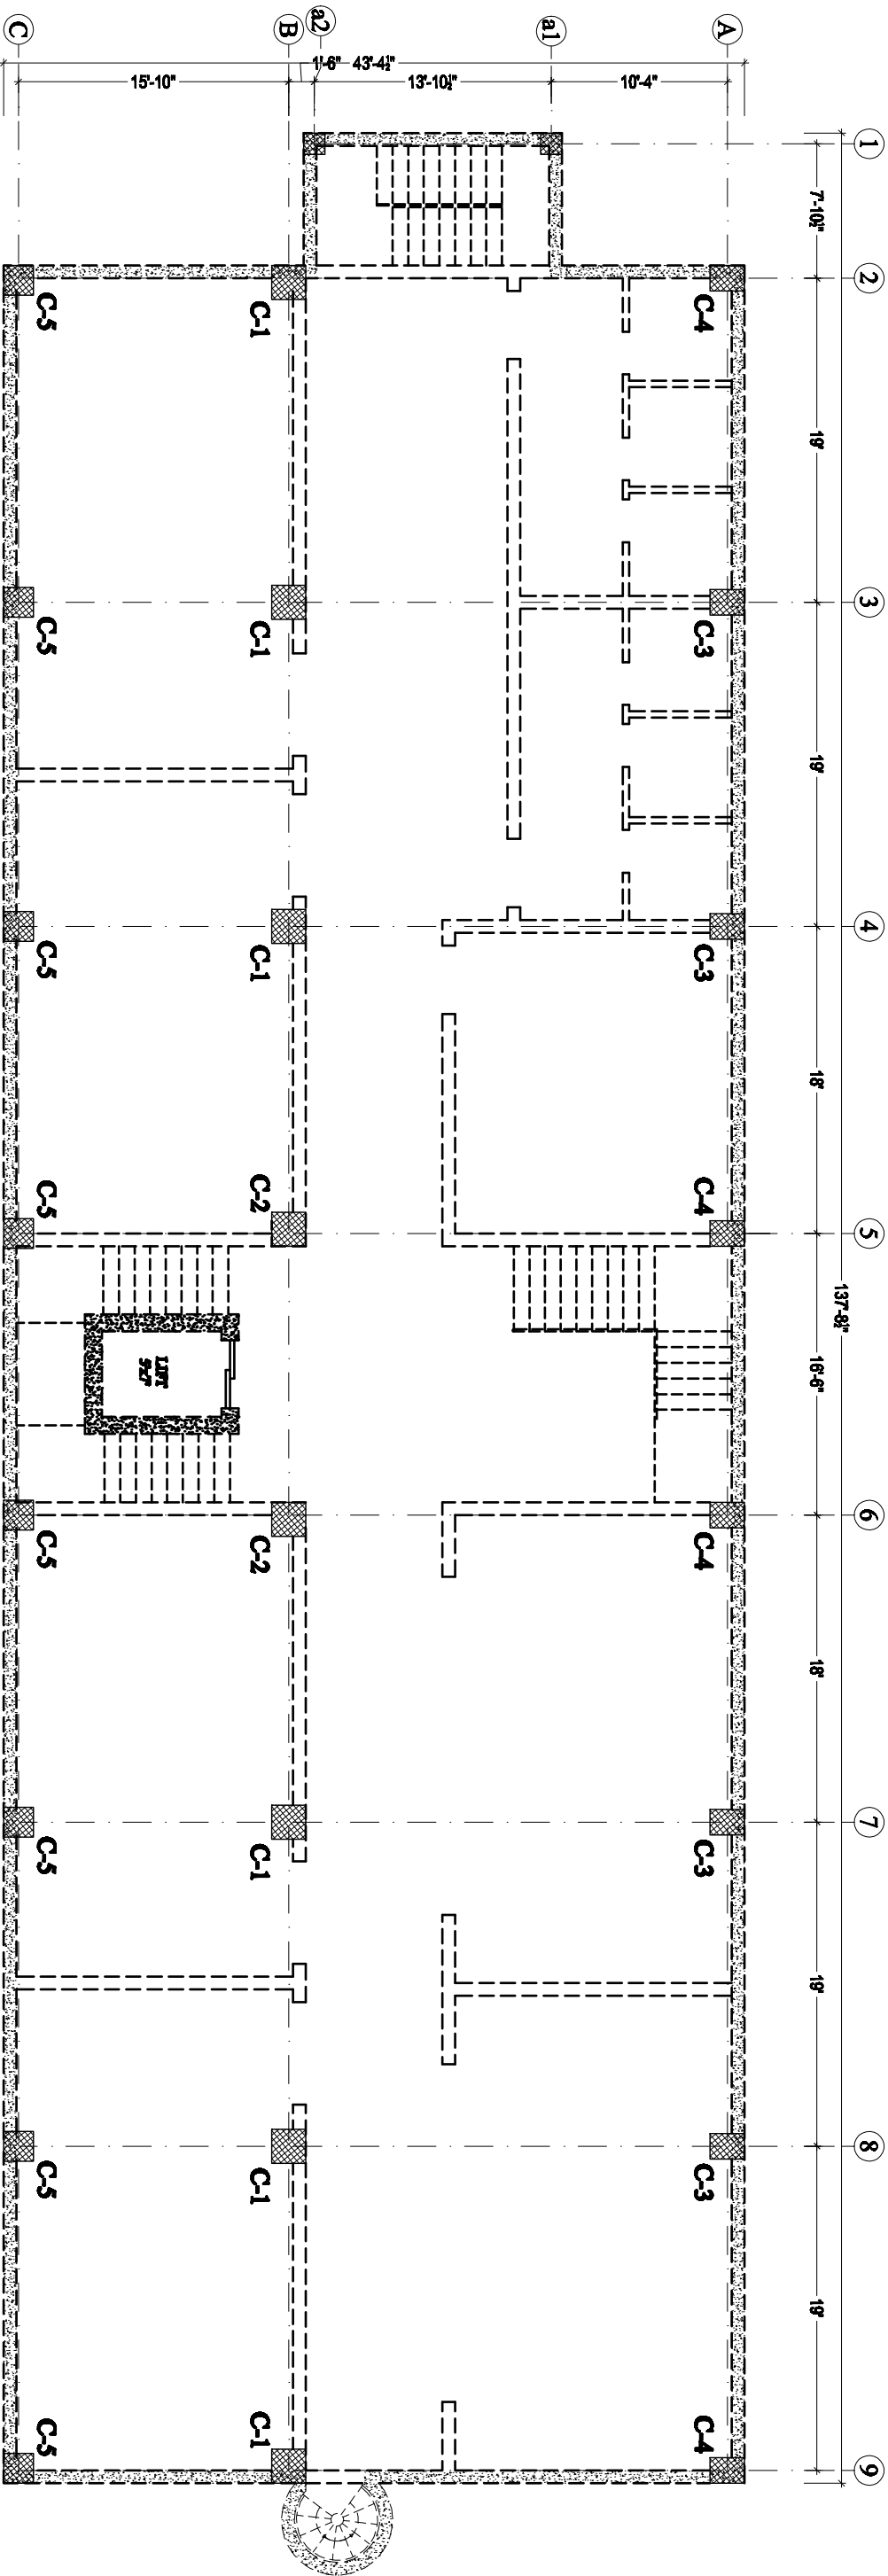 1 2 3 4 5 6 7 8 9
137'-8½"
7'-10½" 19' 19' 18' 16'-6" 18' 19' 19'
A
C-4 C-3 C-3 C-4 C-4 C-3 C-3 C-4
10'-4"
a1
13'-10½"
43'-4½"
a2
1'-6"
B
C-1 C-1 C-1 C-2 C-2 C-1 C-1 C-1
15'-10"
LIFT
5'x7'
C-5 C-5 C-5 C-5 C-5 C-5 C-5 C-5
C